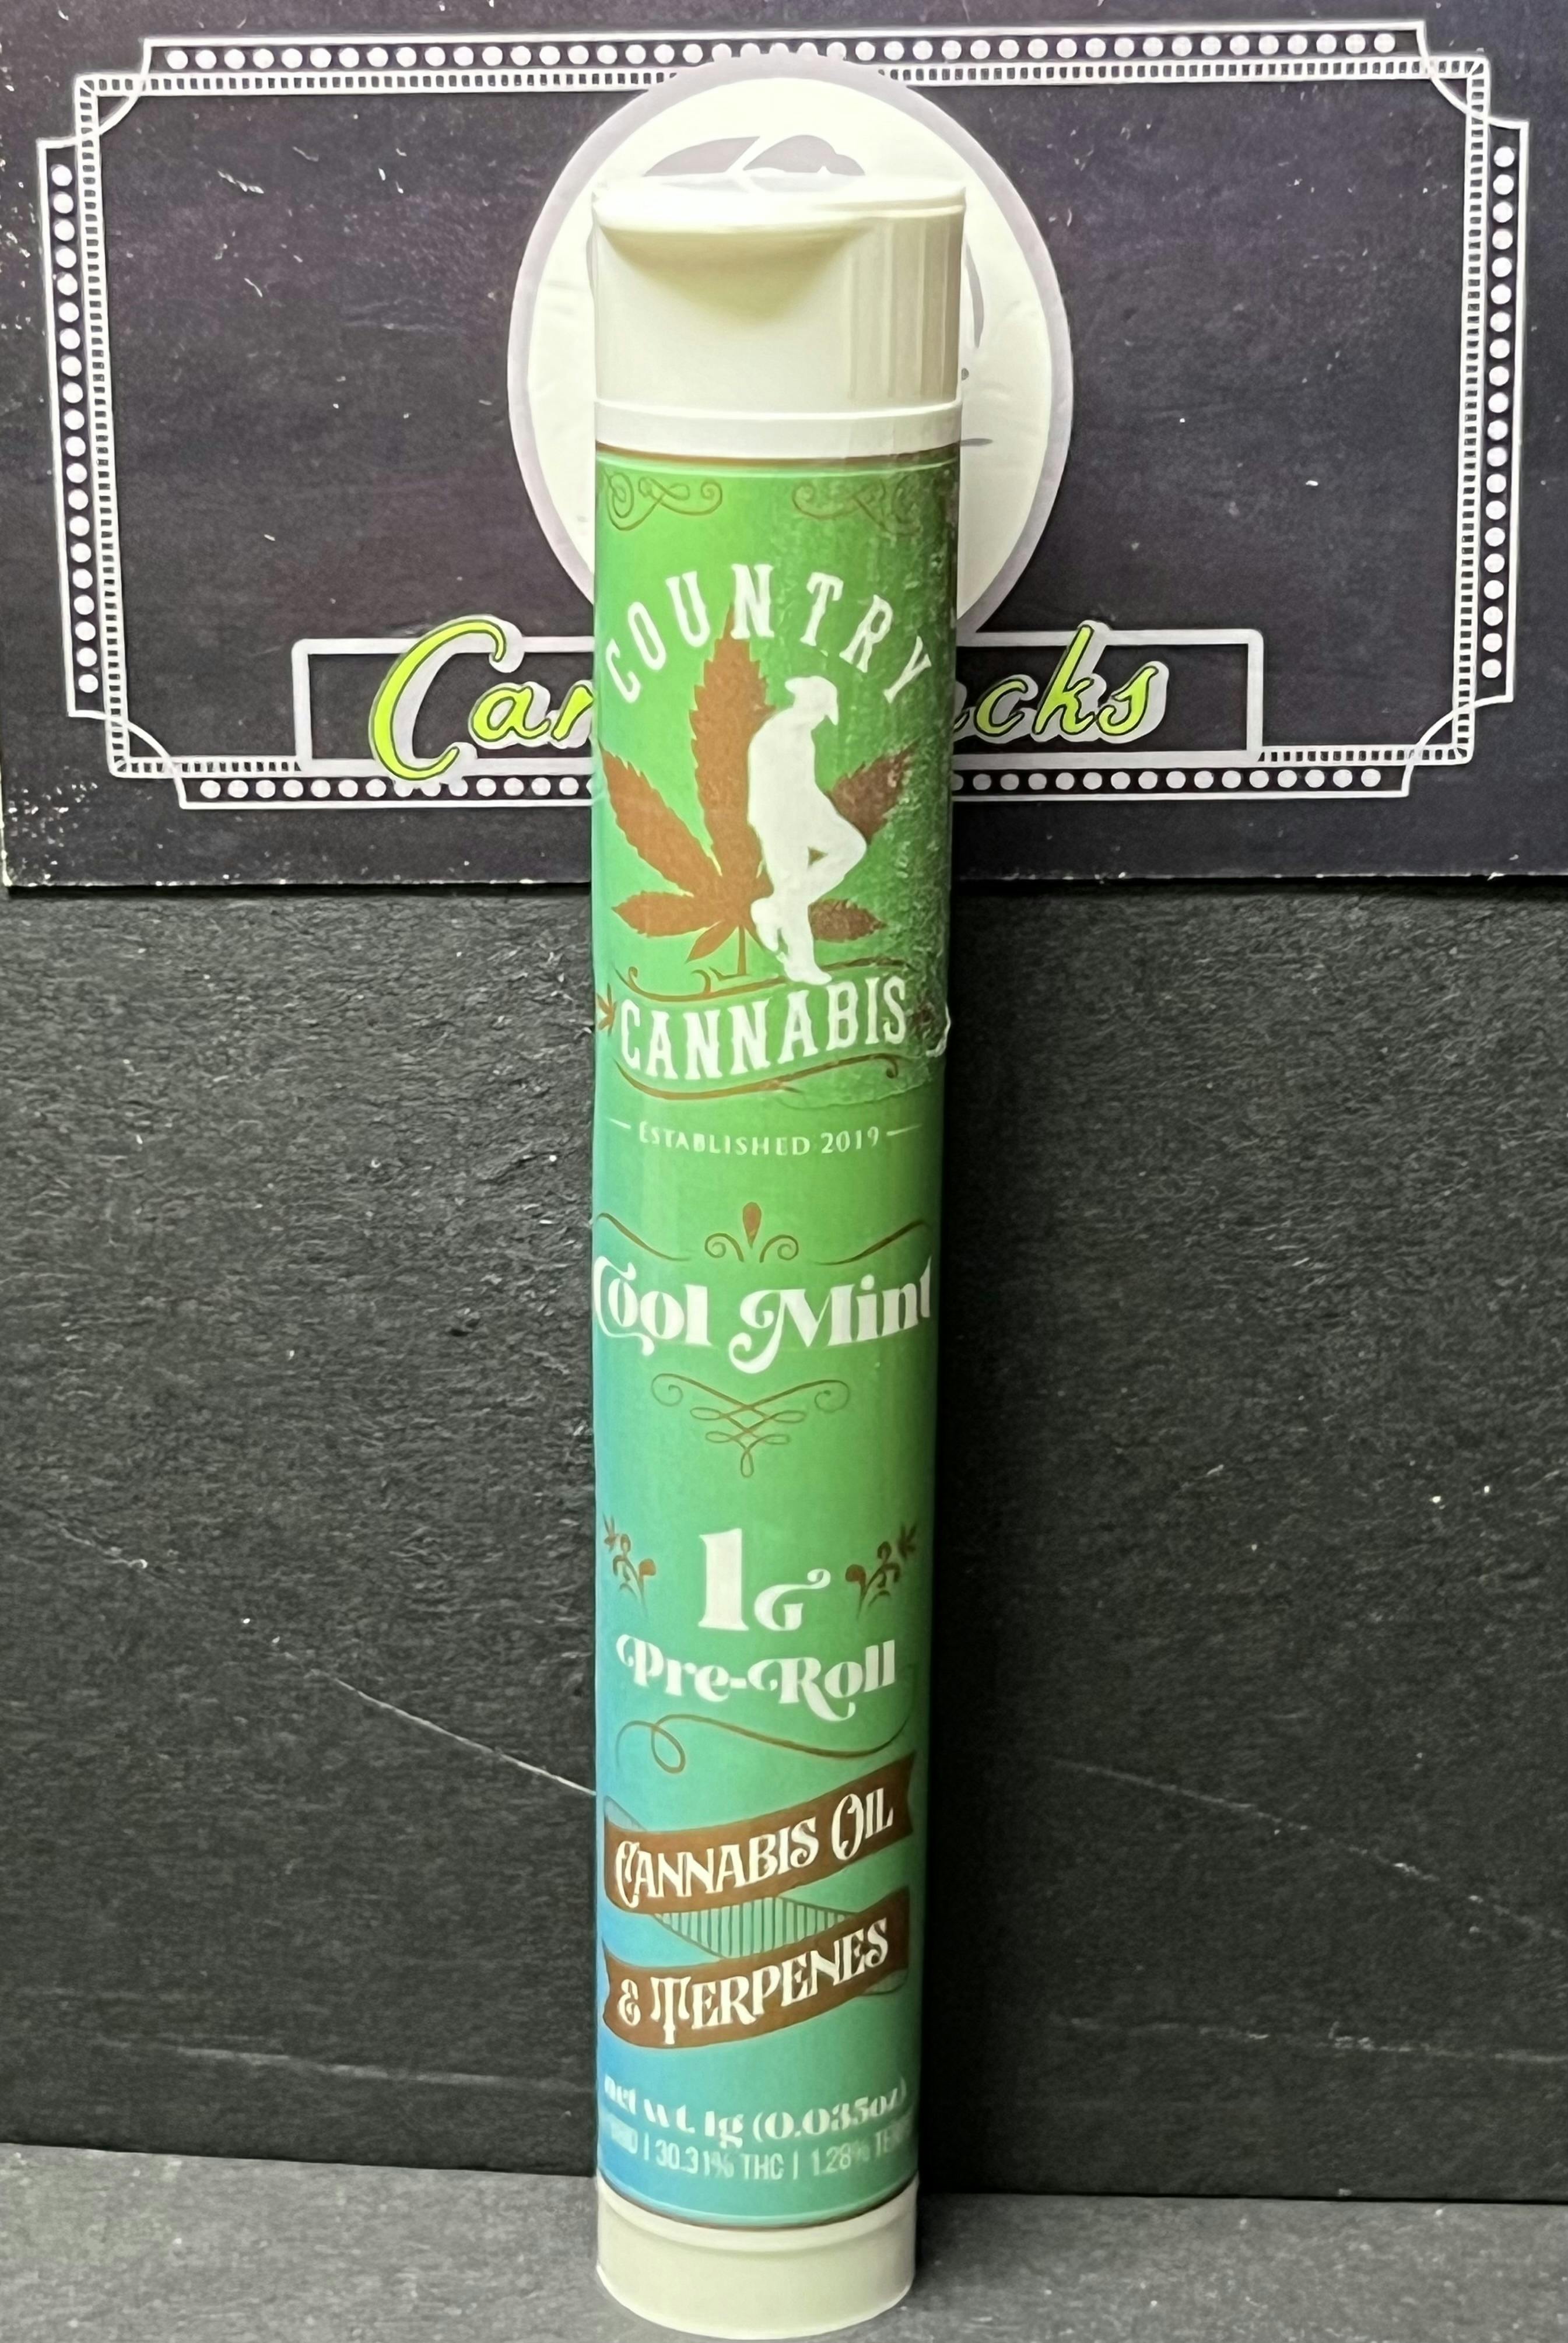 COUNTRY
CANNABIS
ESTABLISHED 2019
Cool Mint
1G
Pre-Roll
CANNABIS OIL
& TERPENES
net wt. 1g (0.035oz)
| 30.31% THC | 1.28%